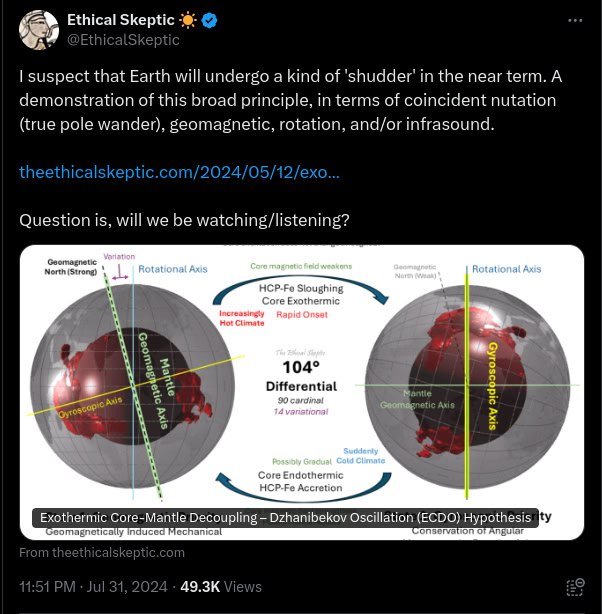 Ethical Skeptic
@EthicalSkeptic
I suspect that Earth will undergo a kind of 'shudder' in the near term. A
demonstration of this broad principle, in terms of coincident nutation
(true pole wander), geomagnetic, rotation, and/or infrasound.
theethicalskeptic.com/2024/05/12/exo...
Question is, will we be watching/listening?
Variation
Geomagnetic
North (Strong)
Rotational Axis
Mantle
Geomagnetic Axis
Gyroscopic Axis
Core magnetic field weakens
HCP-Fe Sloughing
Core Exothermic
Increasingly
Hot Climate
Rapid Onset
The Ethical Skeptic
104°
Differential
90 cardinal
14 variational
Possibly Gradual
Suddenly
Cold Climate
Core Endothermic
HCP-Fe Accretion
Geomagnetic
North (Weak)
Rotational Axis
Mantle
Geomagnetic Axis
Gyroscopic Axis
Exothermic Core-Mantle Decoupling – Dzhanibekov Oscillation (ECDO) Hypothesis
Geomagnetically Induced Mechanical
Conservation of Angular
From theethicalskeptic.com
11:51 PM · Jul 31, 2024 · 49.3K Views